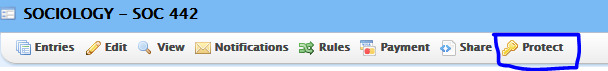 SOCIOLOGY – SOC 442
Entries Edit View Notifications Rules Payment Share Protect